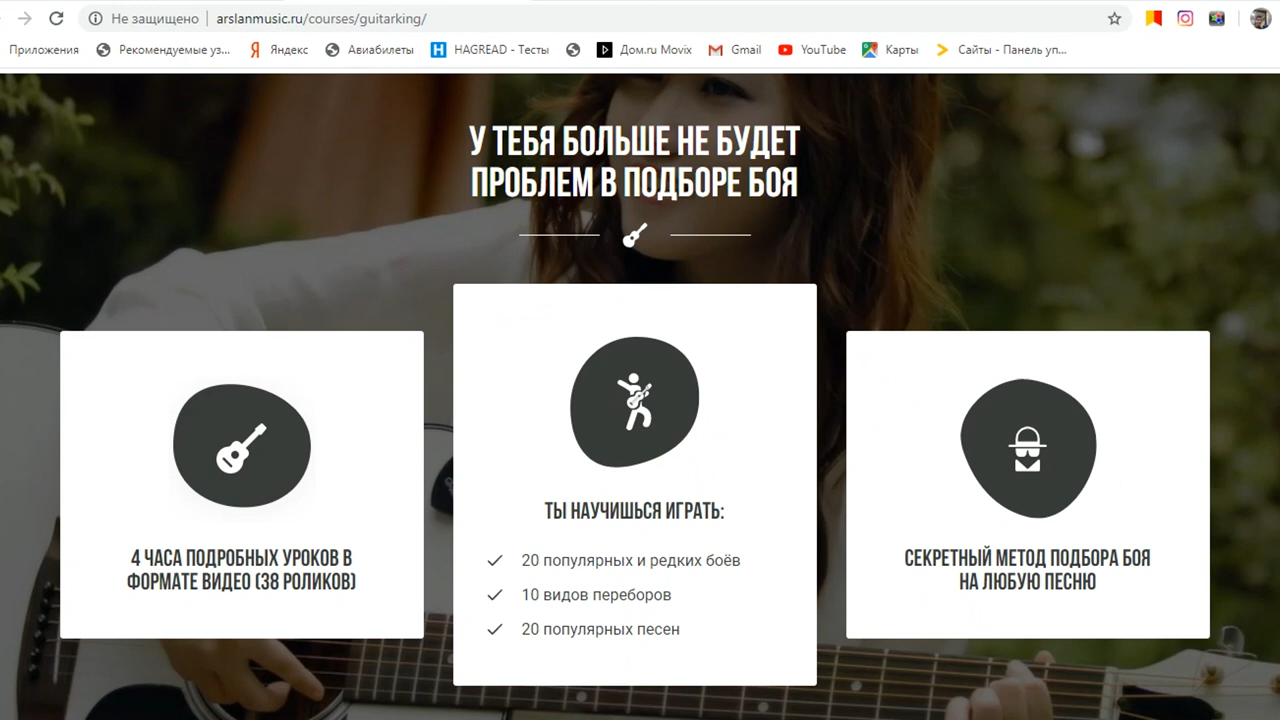 Не защищено
arslanmusic.ru/courses/guitarking/
Приложения
Рекомендуемые уз...
Яндекс
Авиабилеты
H
HAGREAD - Тесты
Дом.ru Movix
Gmail
YouTube
Карты
Сайты - Панель уп...
У ТЕБЯ БОЛЬШЕ НЕ БУДЕТ
ПРОБЛЕМ В ПОДБОРЕ БОЯ
4 ЧАСА ПОДРОБНЫХ УРОКОВ В
ФОРМАТЕ ВИДЕО (38 РОЛИКОВ)
ТЫ НАУЧИШЬСЯ ИГРАТЬ:
20 популярных и редких боёв
10 видов переборов
20 популярных песен
СЕКРЕТНЫЙ МЕТОД ПОДБОРА БОЯ
НА ЛЮБУЮ ПЕСНЮ